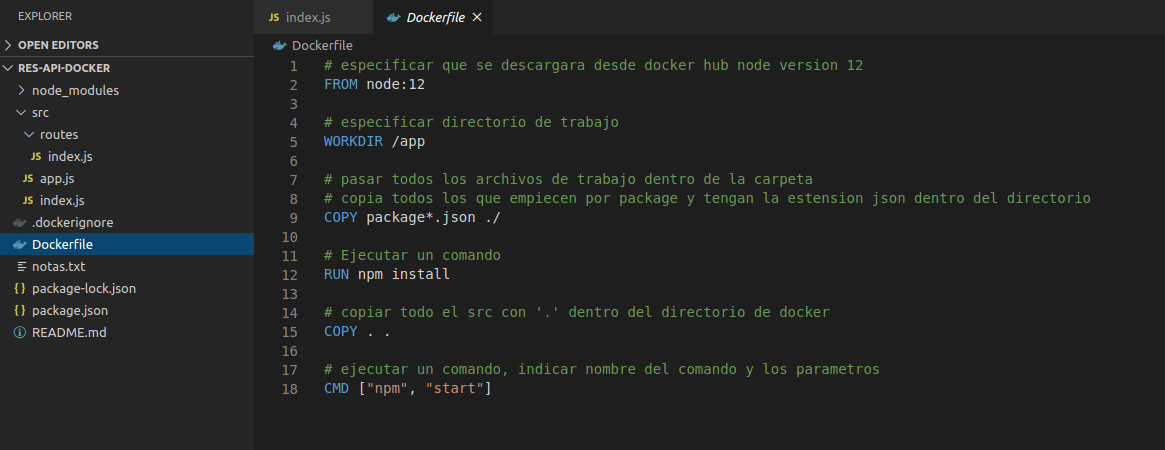 EXPLORER
OPEN EDITORS
RES-API-DOCKER
node_modules
src
routes
JS index.js
JS app.js
JS index.js
.dockerignore
Dockerfile
notas.txt
{} package-lock.json
{} package.json
README.md
JS index.js
Dockerfile
Dockerfile
1 # especificar que se descargara desde docker hub node version 12
2 FROM node:12
3
4 # especificar directorio de trabajo
5 WORKDIR /app
6
7 # pasar todos los archivos de trabajo dentro de la carpeta
8 # copia todos los que empiecen por package y tengan la estension json dentro del directorio
9 COPY package*.json ./
10
11 # Ejecutar un comando
12 RUN npm install
13
14 # copiar todo el src con '.' dentro del directorio de docker
15 COPY . .
16
17 # ejecutar un comando, indicar nombre del comando y los parametros
18 CMD ["npm", "start"]